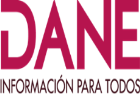 DANE
INFORMACIÓN PARA TODOS